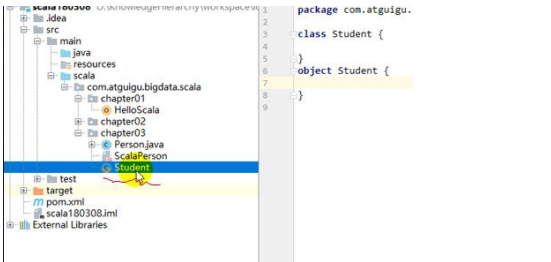 scala180308 D:\KnowledgeHierarchy\workspace\
.idea
src
main
java
resources
scala
com.atguigu.bigdata.scala
chapter01
HelloScala
chapter02
chapter03
Person.java
ScalaPerson
Student
test
target
pom.xml
scala180308.iml
External Libraries
1 package com.atguigu.
2
3 class Student {
4
5 }
6 object Student {
7
8 }
9